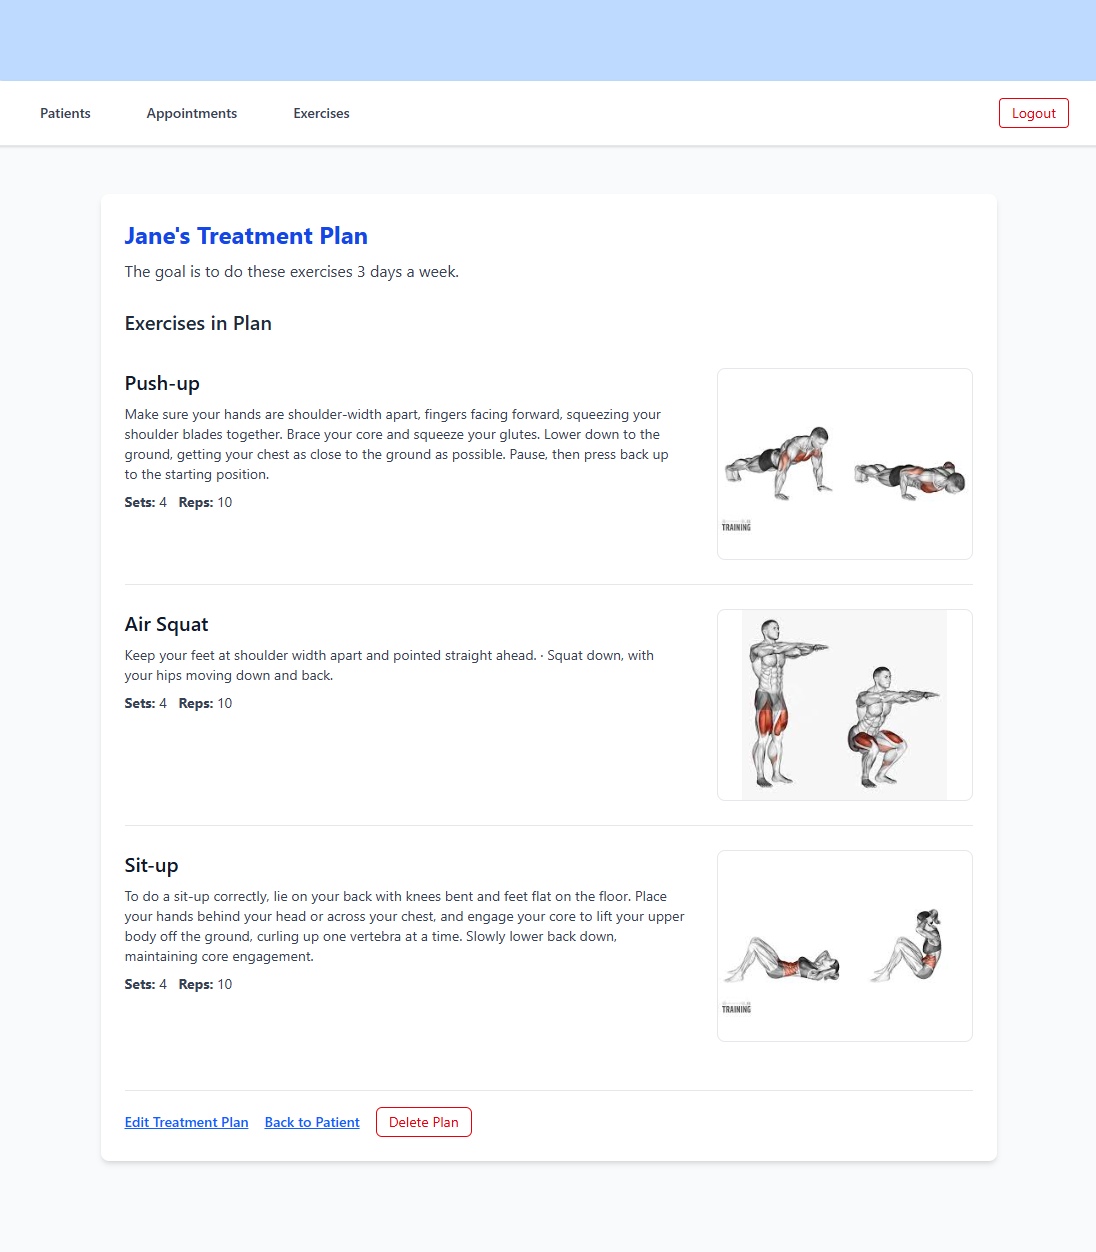 Patients
Appointments
Exercises
Logout
Jane's Treatment Plan
The goal is to do these exercises 3 days a week.
Exercises in Plan
Push-up
Make sure your hands are shoulder-width apart, fingers facing forward, squeezing your
shoulder blades together. Brace your core and squeeze your glutes. Lower down to the
ground, getting your chest as close to the ground as possible. Pause, then press back up
to the starting position.
Sets: 4 Reps: 10
TRAINING
Air Squat
Keep your feet at shoulder width apart and pointed straight ahead. · Squat down, with
your hips moving down and back.
Sets: 4 Reps: 10
Sit-up
To do a sit-up correctly, lie on your back with knees bent and feet flat on the floor. Place
your hands behind your head or across your chest, and engage your core to lift your upper
body off the ground, curling up one vertebra at a time. Slowly lower back down,
maintaining core engagement.
Sets: 4 Reps: 10
TRAINING
Edit Treatment Plan
Back to Patient
Delete Plan